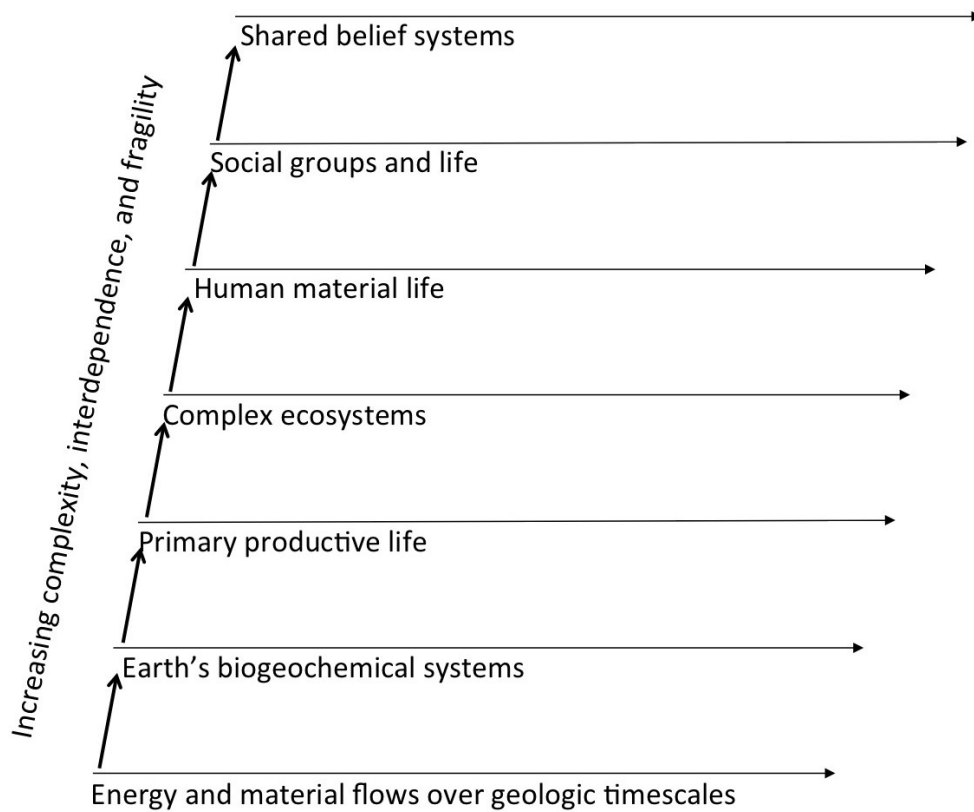 Shared belief systems
Social groups and life
Human material life
Complex ecosystems
Primary productive life
Earth’s biogeochemical systems
Energy and material flows over geologic timescales
Increasing complexity, interdependence, and fragility